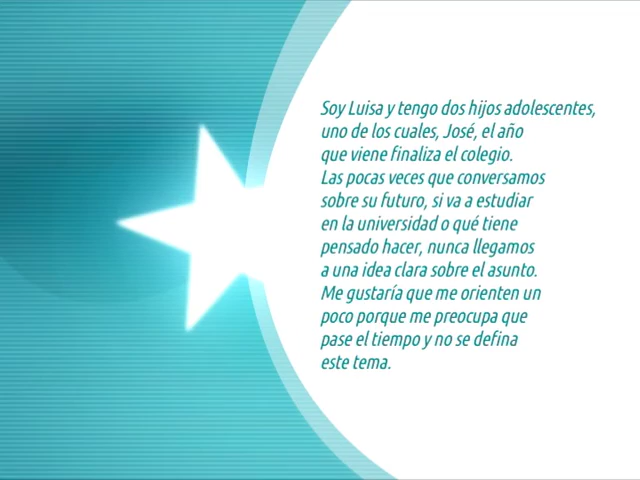 Soy Luisa y tengo dos hijos adolescentes,
uno de los cuales, José, el año
que viene finaliza el colegio.
Las pocas veces que conversamos
sobre su futuro, si va a estudiar
en la universidad o qué tiene
pensado hacer, nunca llegamos
a una idea clara sobre el asunto.
Me gustaría que me orienten un
poco porque me preocupa que
pase el tiempo y no se defina
este tema.